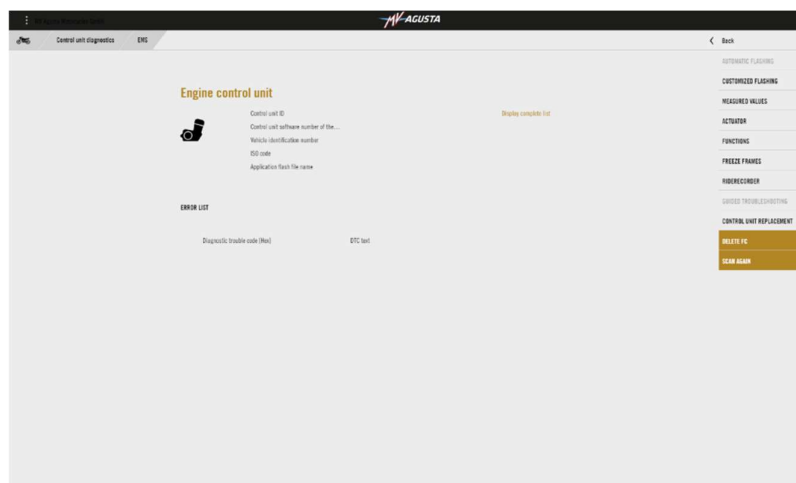 MV AGUSTA
Control unit diagnostics
EMS
Back
Engine control unit
Control unit ID
Display complete list
Control unit software number of the...
Vehicle identification number
ISO code
Application flash file name
ERROR LIST
Diagnostic trouble code (Hex)
DTC text
AUTOMATIC FLASHING
CUSTOMIZED FLASHING
MEASURED VALUES
ACTUATOR
FUNCTIONS
FREEZE FRAMES
RIDERECORDER
GUIDED TROUBLESHOOTING
CONTROL UNIT REPLACEMENT
DELETE FC
SCAN AGAIN